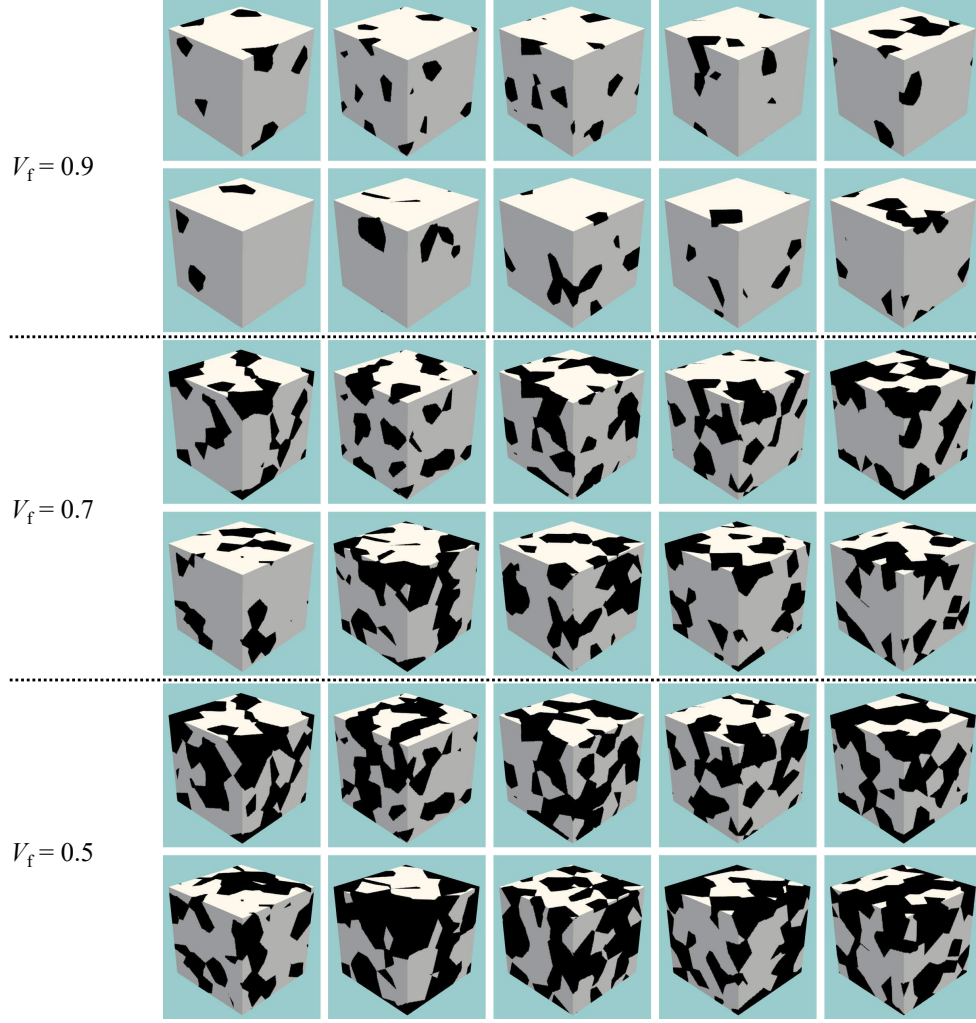 V_f = 0.9
V_f = 0.7
V_f = 0.5